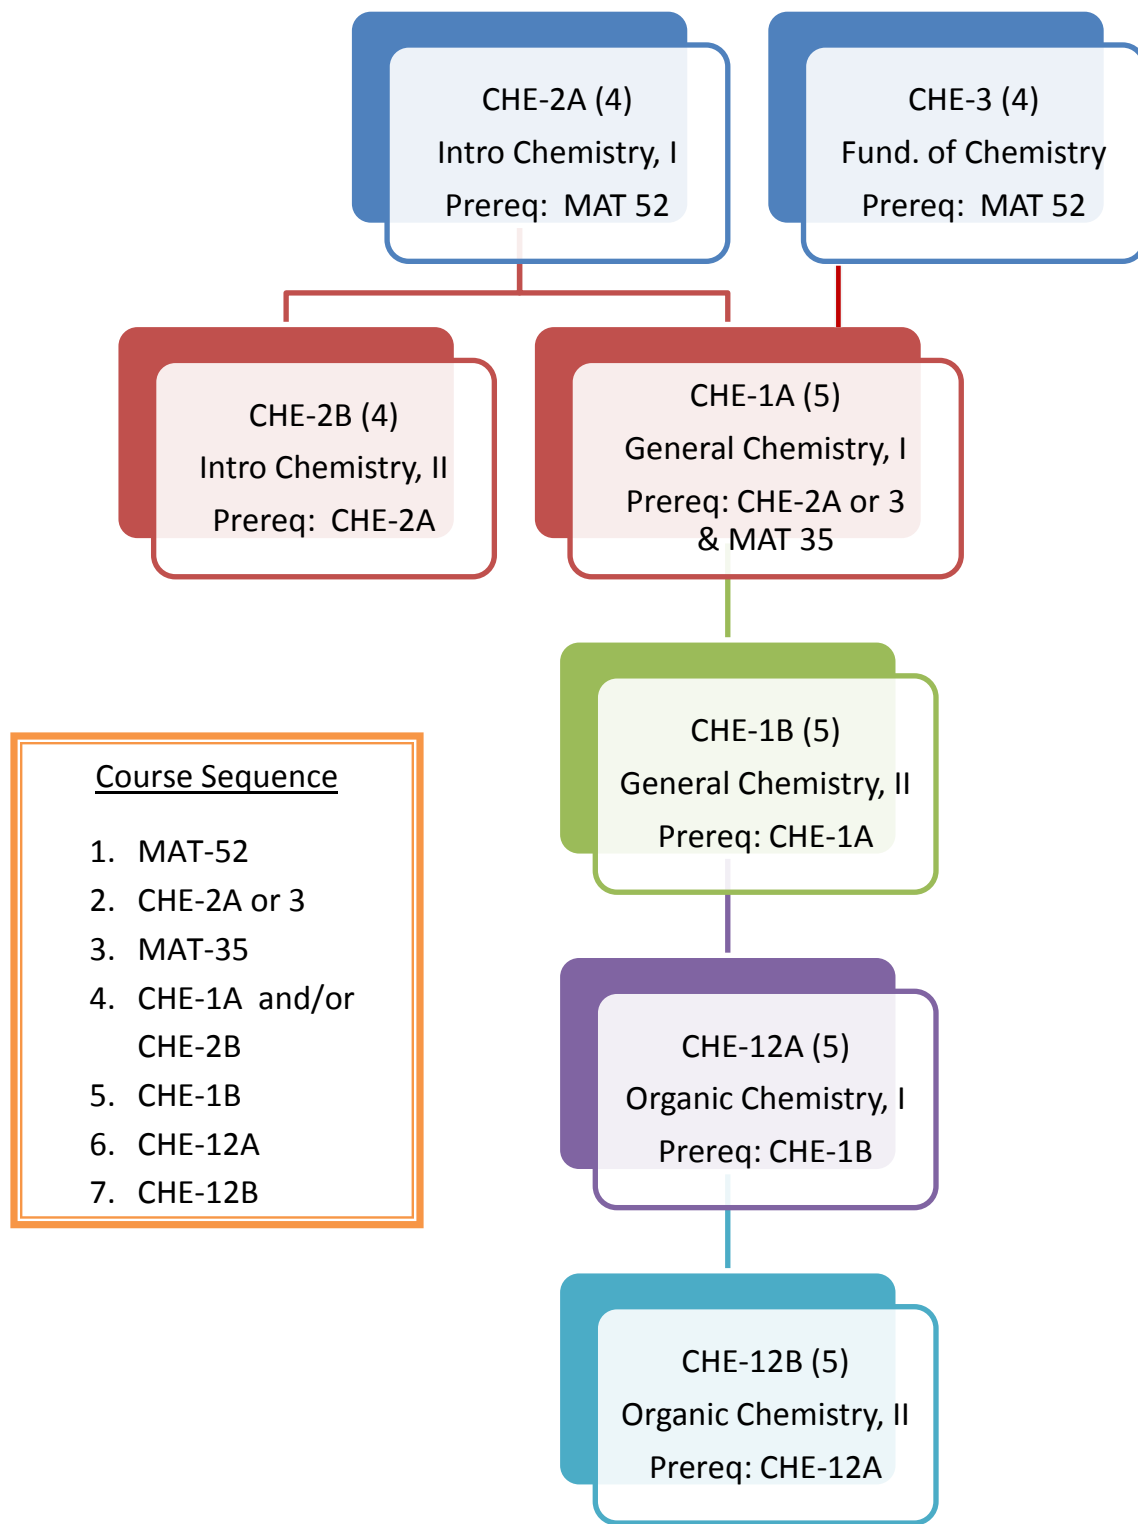 CHE-2A (4)
Intro Chemistry, I
Prereq:  MAT 52
CHE-3 (4)
Fund. of Chemistry
Prereq:  MAT 52
CHE-2B (4)
Intro Chemistry, II
Prereq:  CHE-2A
CHE-1A (5)
General Chemistry, I
Prereq: CHE-2A or 3
& MAT 35
CHE-1B (5)
General Chemistry, II
Prereq: CHE-1A
Course Sequence
1. MAT-52
2. CHE-2A or 3
3. MAT-35
4. CHE-1A  and/or
CHE-2B
5. CHE-1B
6. CHE-12A
7. CHE-12B
CHE-12A (5)
Organic Chemistry, I
Prereq: CHE-1B
CHE-12B (5)
Organic Chemistry, II
Prereq: CHE-12A